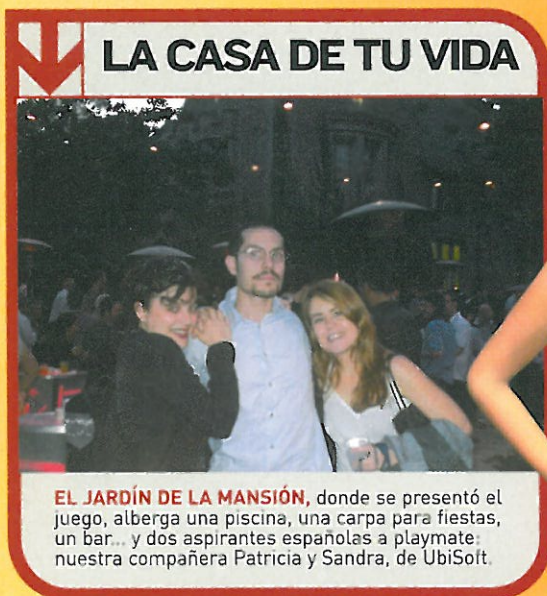 LA CASA DE TU VIDA
EL JARDÍN DE LA MANSIÓN, donde se presentó el
juego, alberga una piscina, una carpa para fiestas,
un bar... y dos aspirantes españolas a playmate:
nuestra compañera Patricia y Sandra, de UbiSoft.